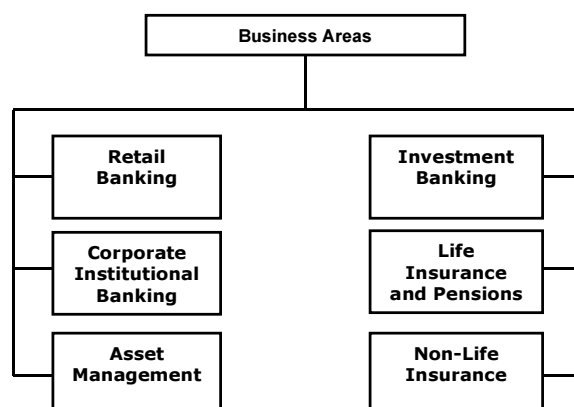 Business Areas
Retail
Banking
Investment
Banking
Corporate
Institutional
Banking
Life
Insurance
and Pensions
Asset
Management
Non-Life
Insurance